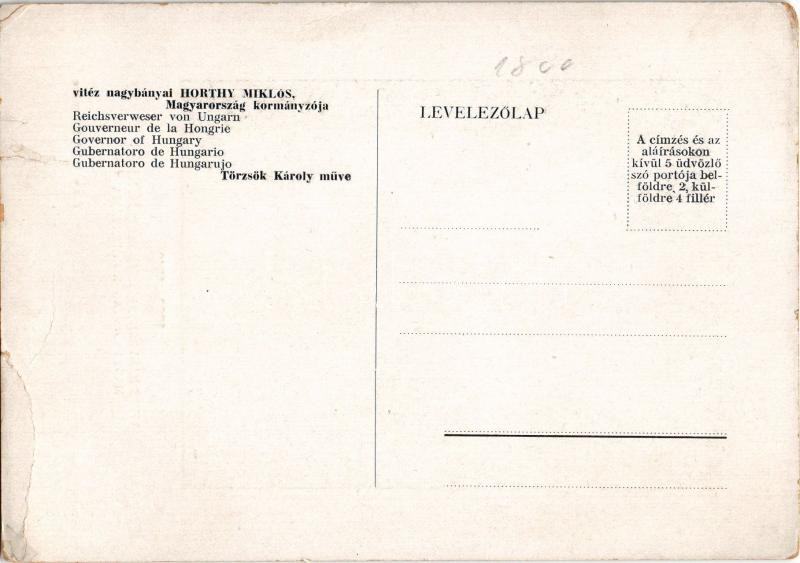 1800
vitéz nagybányai HORTHY MIKLÓS,
Magyarország kormányzója
Reichsverweser von Ungarn
Gouverneur de la Hongrie
Governor of Hungary
Gubernatoro de Hungario
Gubernatoro de Hungarujo
Törzsök Károly műve
LEVELEZŐLAP
A címzés és az
aláírásokon
kívül 5 üdvözlő
szó portója bel-
földre 2, kül-
földre 4 fillér